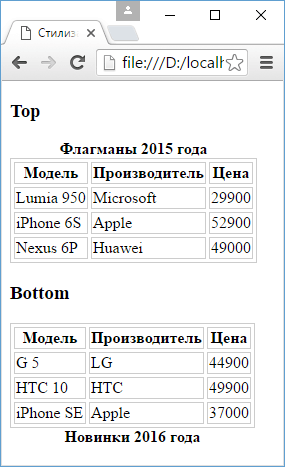 Стилиз
file:///D:/localh
Top
Флагманы 2015 года
Модель Производитель Цена
Lumia 950 Microsoft 29900
iPhone 6S Apple 52900
Nexus 6P Huawei 49000
Bottom
Модель Производитель Цена
G 5 LG 44900
HTC 10 HTC 49900
iPhone SE Apple 37000
Новинки 2016 года